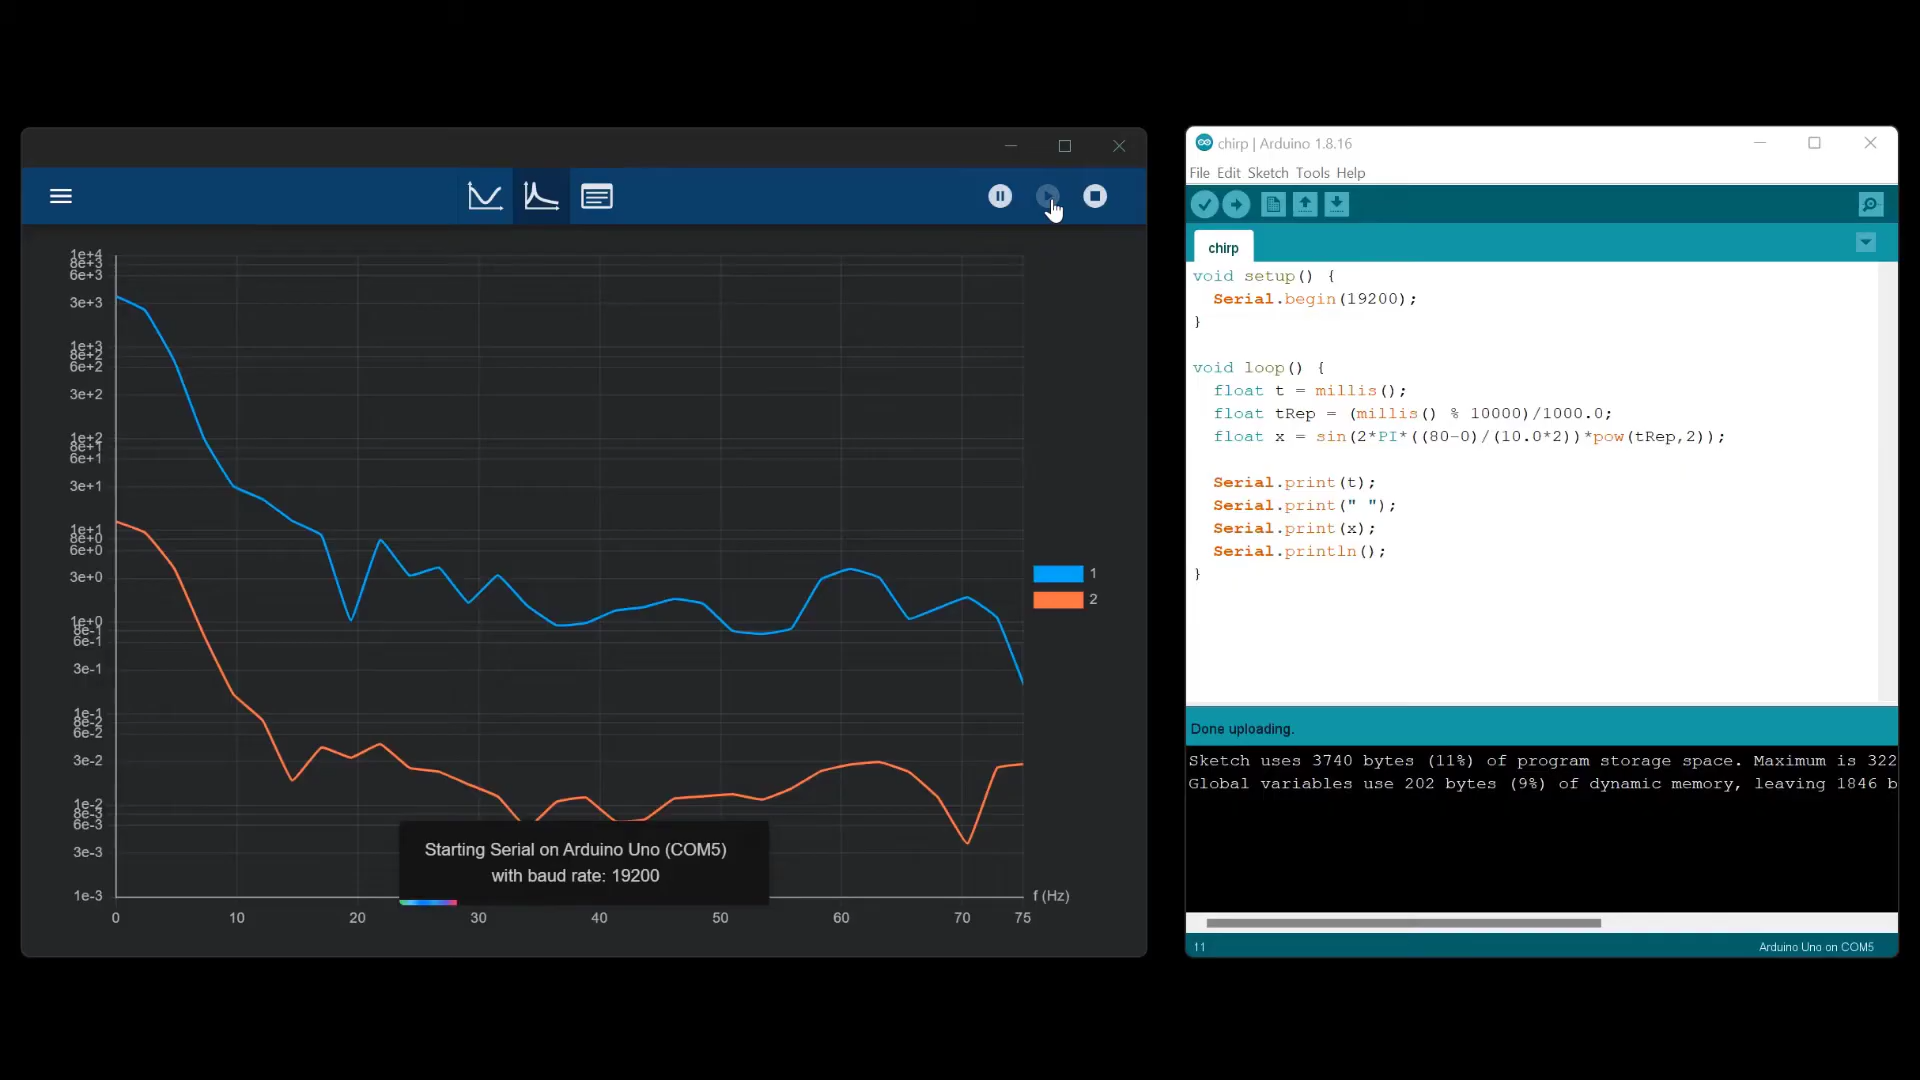 1e+4
8e+3
6e+3
3e+3
1e+3
8e+2
6e+2
3e+2
1e+2
8e+1
6e+1
3e+1
1e+1
8e+0
6e+0
3e+0
1e+0
8e-1
6e-1
3e-1
1e-1
8e-2
6e-2
3e-2
1e-2
8e-3
6e-3
3e-3
1e-3
0 10 20 30 40 50 60 70 75
f (Hz)
1
2
Starting Serial on Arduino Uno (COM5)
with baud rate: 19200
chirp | Arduino 1.8.16
File Edit Sketch Tools Help
chirp
void setup() {
  Serial.begin(19200);
}
void loop() {
  float t = millis();
  float tRep = (millis() % 10000)/1000.0;
  float x = sin(2*PI*((80-0)/(10.0*2))*pow(tRep,2));
  Serial.print(t);
  Serial.print(" ");
  Serial.print(x);
  Serial.println();
}
Done uploading.
Sketch uses 3740 bytes (11%) of program storage space. Maximum is 322
Global variables use 202 bytes (9%) of dynamic memory, leaving 1846 b
11
Arduino Uno on COM5